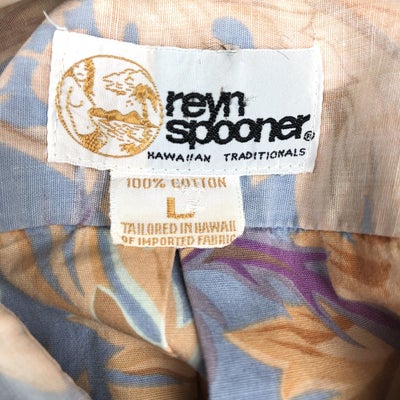 reyn
spooner®
HAWAIIAN TRADITIONALS
100% COTTON
L
TAILORED IN HAWAII
OF IMPORTED FABRIC